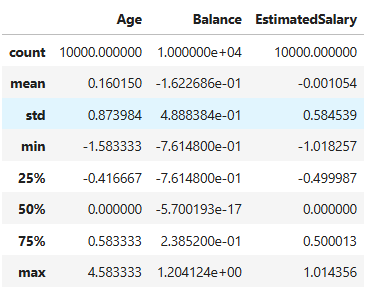 Age Balance EstimatedSalary
count 10000.000000 1.000000e+04 10000.000000
mean 0.160150 -1.622686e-01 -0.001054
std 0.873984 4.888384e-01 0.584539
min -1.583333 -7.614800e-01 -1.018257
25% -0.416667 -7.614800e-01 -0.499987
50% 0.000000 -5.700193e-17 0.000000
75% 0.583333 2.385200e-01 0.500013
max 4.583333 1.204124e+00 1.014356